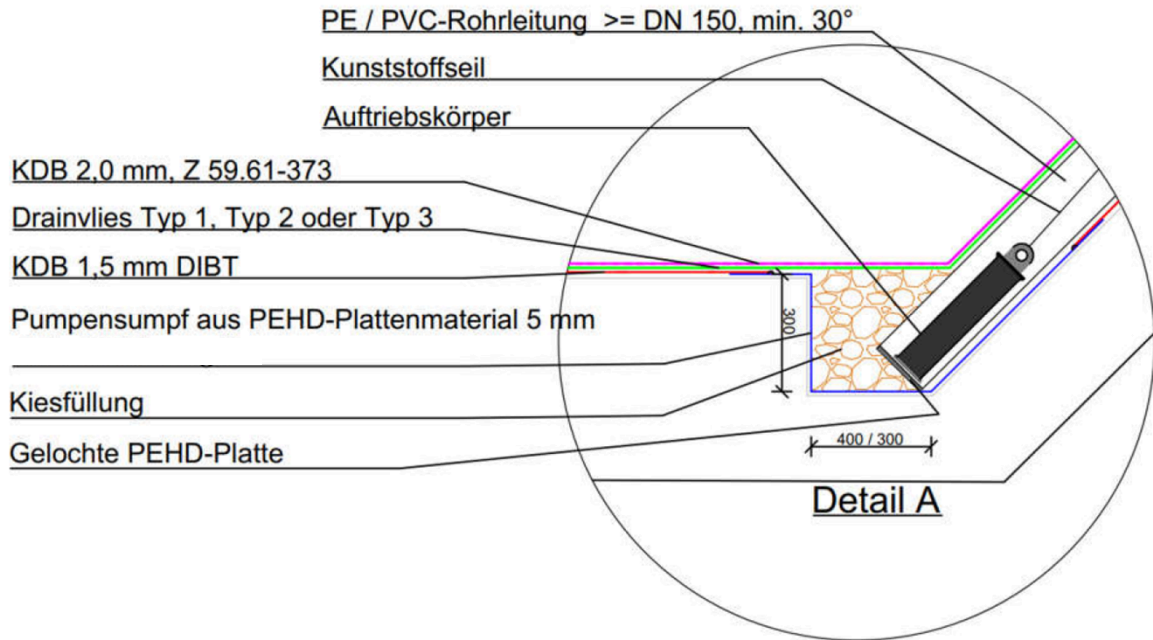 PE / PVC-Rohrleitung >= DN 150, min. 30°
Kunststoffseil
Auftriebskörper
KDB 2,0 mm, Z 59.61-373
Drainvlies Typ 1, Typ 2 oder Typ 3
KDB 1,5 mm DIBT
Pumpensumpf aus PEHD-Plattenmaterial 5 mm
300
Kiesfüllung
Gelochte PEHD-Platte
400 / 300
Detail A